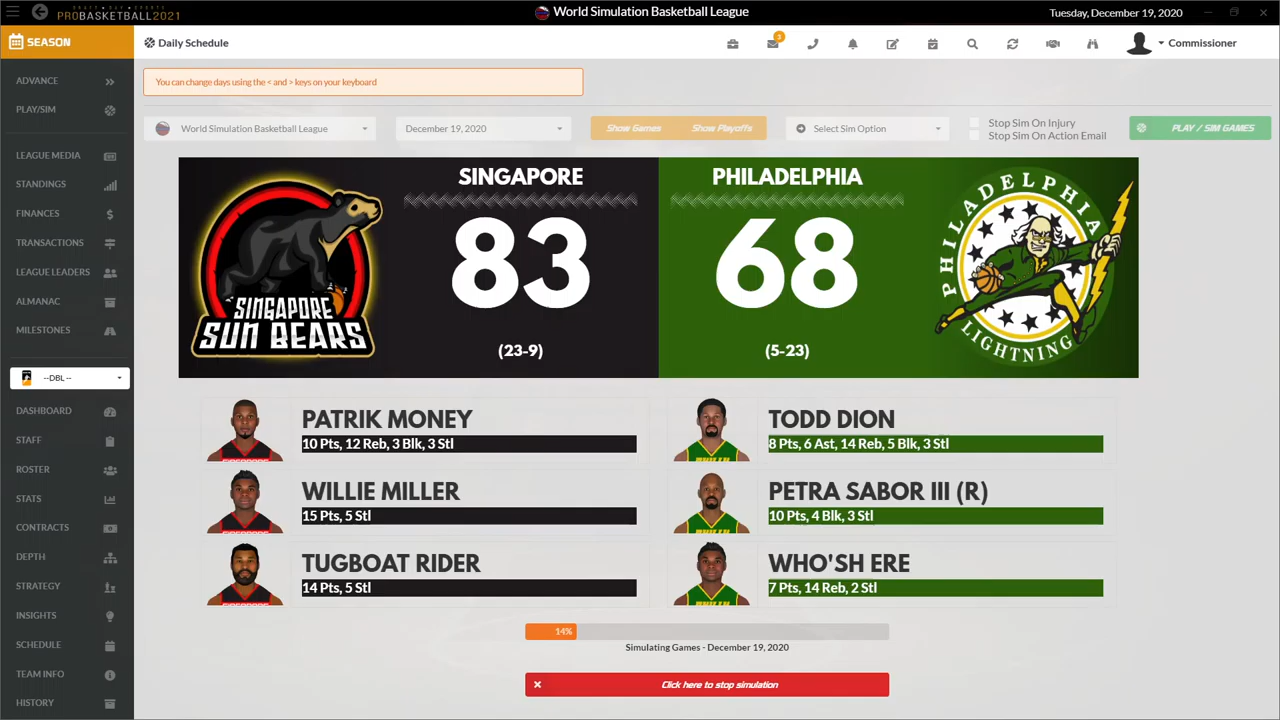 DRAFT DAY SPORTS
PROBASKETBALL2021
World Simulation Basketball League
Tuesday, December 19, 2020
SEASON
Daily Schedule
3
Commissioner
You can change days using the < and > keys on your keyboard
ADVANCE
PLAY/SIM
LEAGUE MEDIA
STANDINGS
FINANCES
TRANSACTIONS
LEAGUE LEADERS
ALMANAC
MILESTONES
--DBL --
DASHBOARD
STAFF
ROSTER
STATS
CONTRACTS
DEPTH
STRATEGY
INSIGHTS
SCHEDULE
TEAM INFO
HISTORY
World Simulation Basketball League
December 19, 2020
Show Games
Show Playoffs
Select Sim Option
Stop Sim On Injury
Stop Sim On Action Email
PLAY / SIM GAMES
SINGAPORE
SUN BEARS
SINGAPORE
83
(23-9)
PHILADELPHIA
68
(5-23)
PHILADELPHIA
LIGHTNING
PATRIK MONEY
10 Pts, 12 Reb, 3 Blk, 3 Stl
WILLIE MILLER
15 Pts, 5 Stl
TUGBOAT RIDER
14 Pts, 5 Stl
TODD DION
8 Pts, 6 Ast, 14 Reb, 5 Blk, 3 Stl
PETRA SABOR III (R)
10 Pts, 4 Blk, 3 Stl
WHO'SH ERE
7 Pts, 14 Reb, 2 Stl
14%
Simulating Games - December 19, 2020
Click here to stop simulation